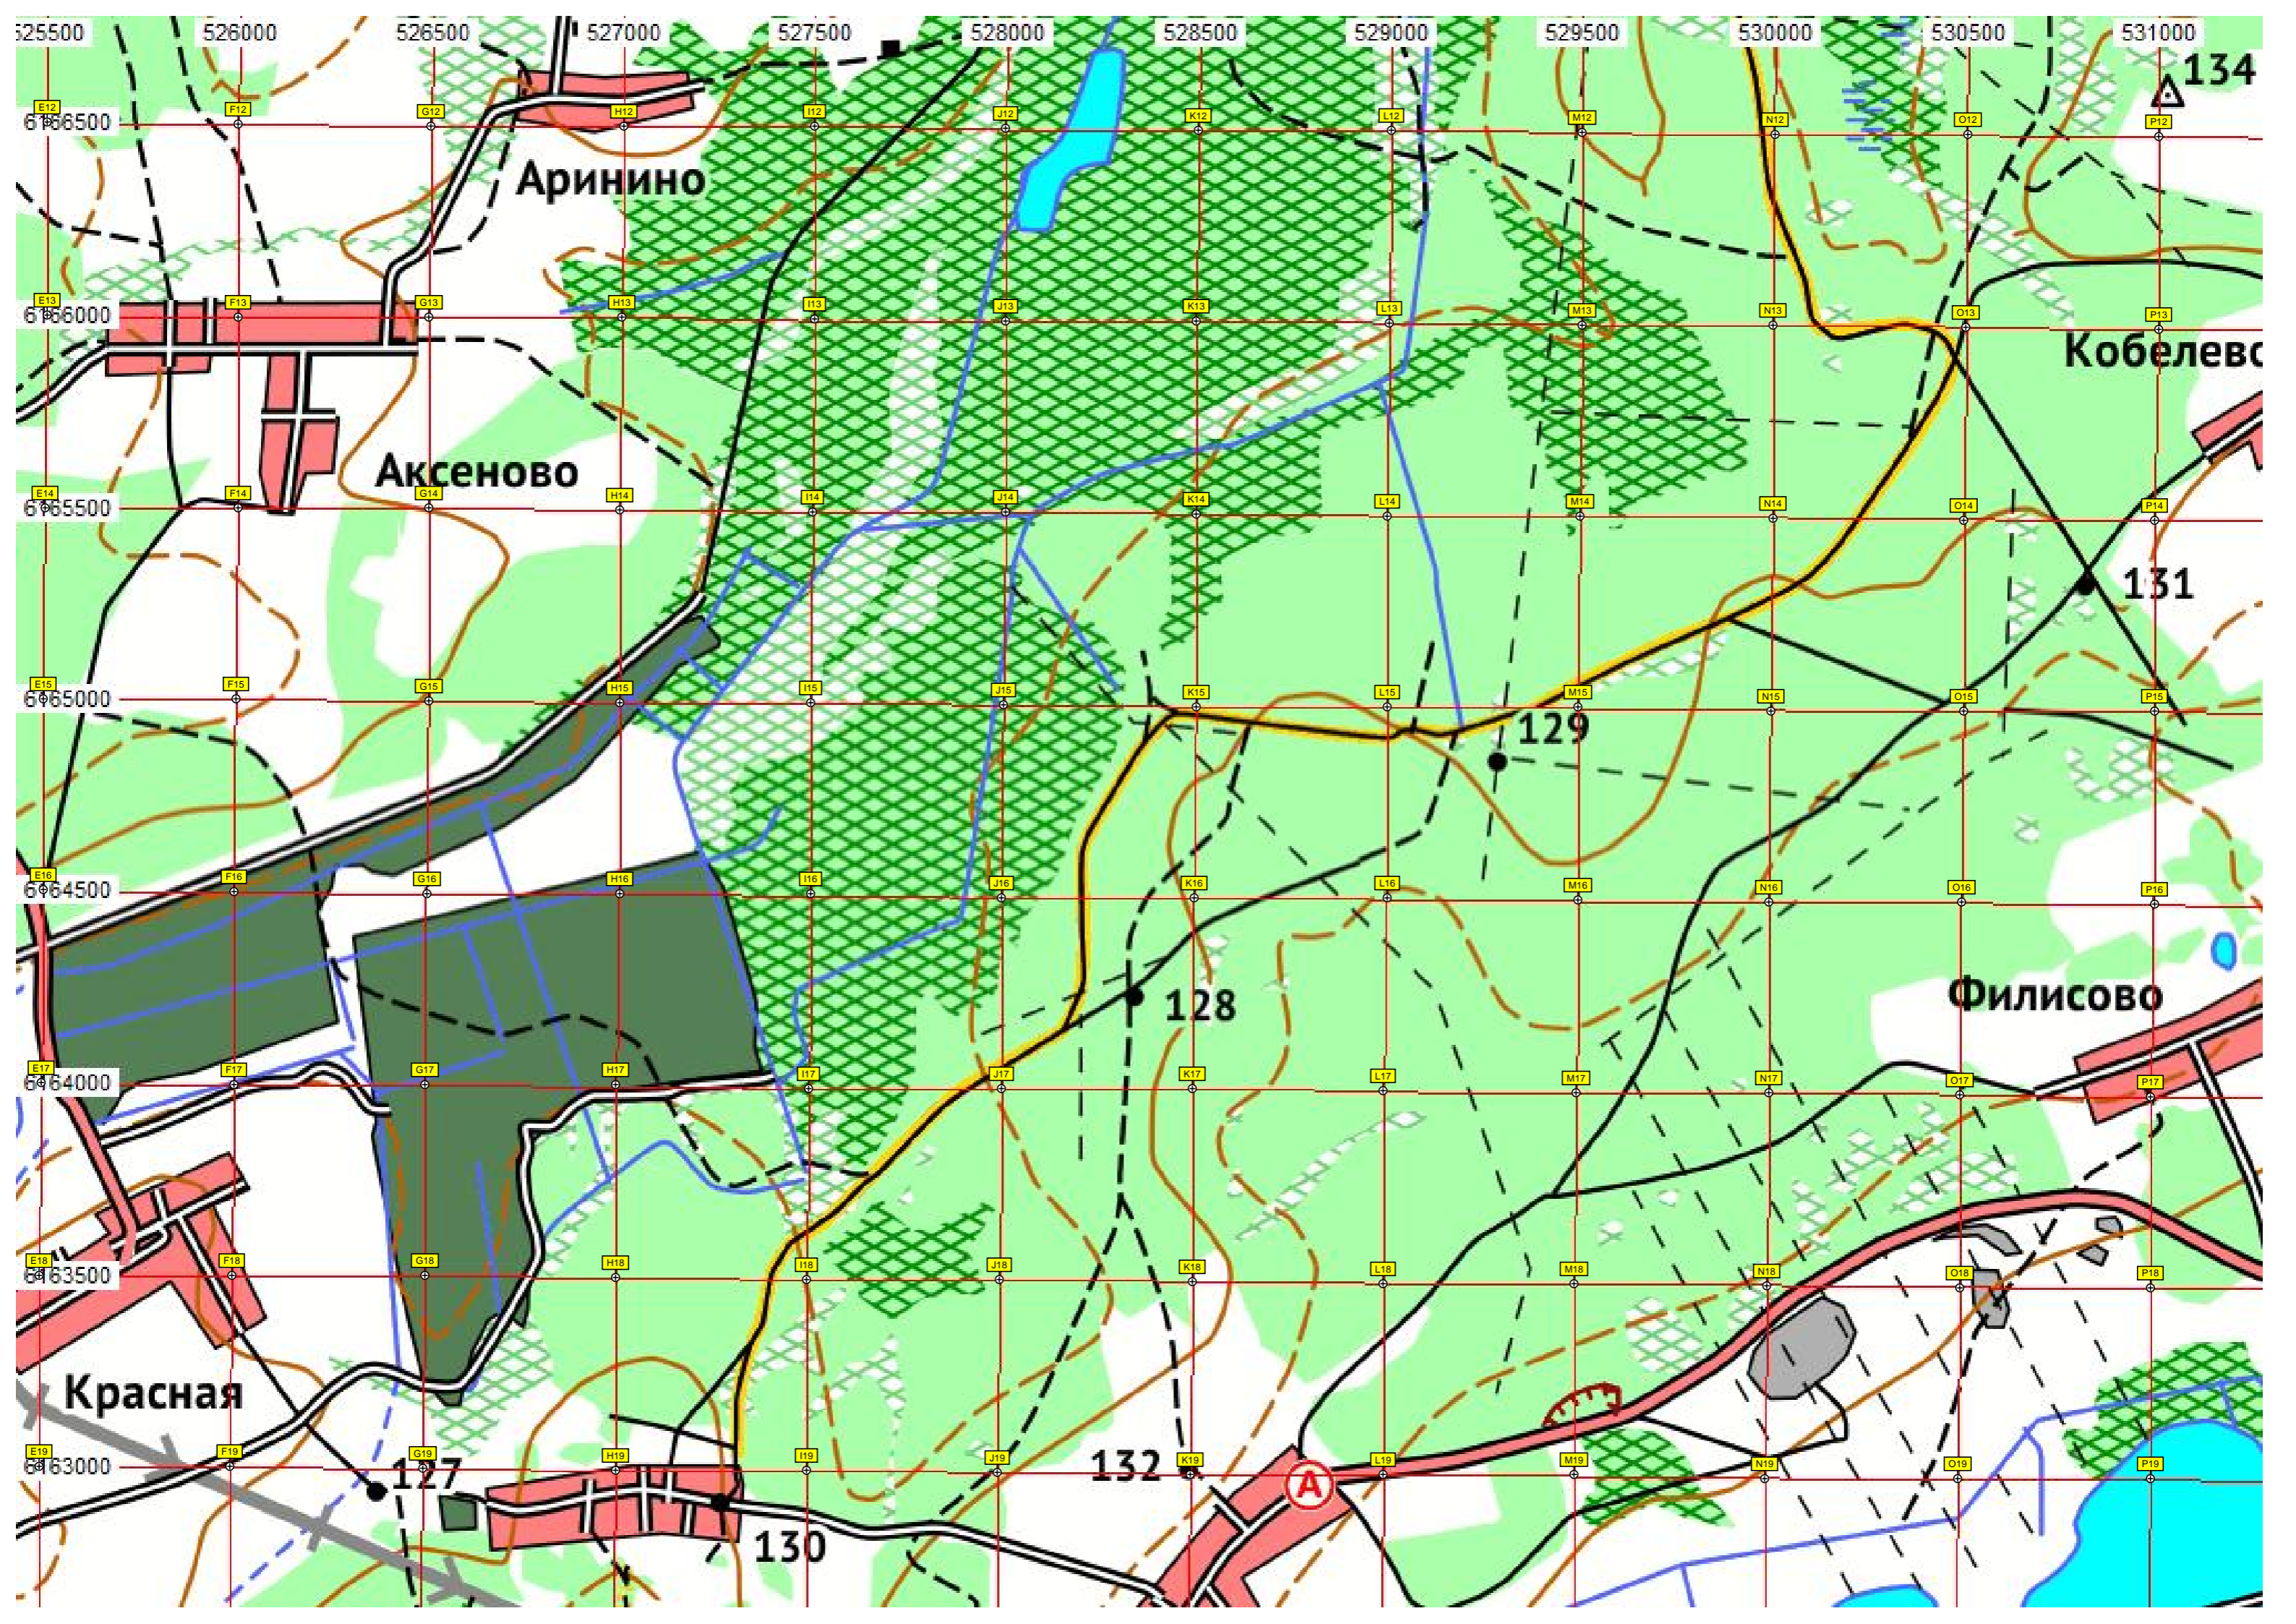 525500 526000 526500 527000 527500 528000 528500 529000 529500 530000 530500 531000
134
E12 F12 G12 H12 I12 J12 K12 L12 M12 N12 O12 P12
6166500
Аринино
E13 F13 G13 H13 I13 J13 K13 L13 M13 N13 O13 P13
6166000
Кобелево
Аксеново
E14 F14 G14 H14 I14 J14 K14 L14 M14 N14 O14 P14
6165500
131
E15 F15 G15 H15 I15 J15 K15 L15 M15 N15 O15 P15
6165000
129
E16 F16 G16 H16 I16 J16 K16 L16 M16 N16 O16 P16
6164500
128
Филисово
E17 F17 G17 H17 I17 J17 K17 L17 M17 N17 O17 P17
6164000
E18 F18 G18 H18 I18 J18 K18 L18 M18 N18 O18 P18
6163500
Красная
E19 F19 G19 H19 I19 J19 K19 L19 M19 N19 O19 P19
6163000
127
132
А
130